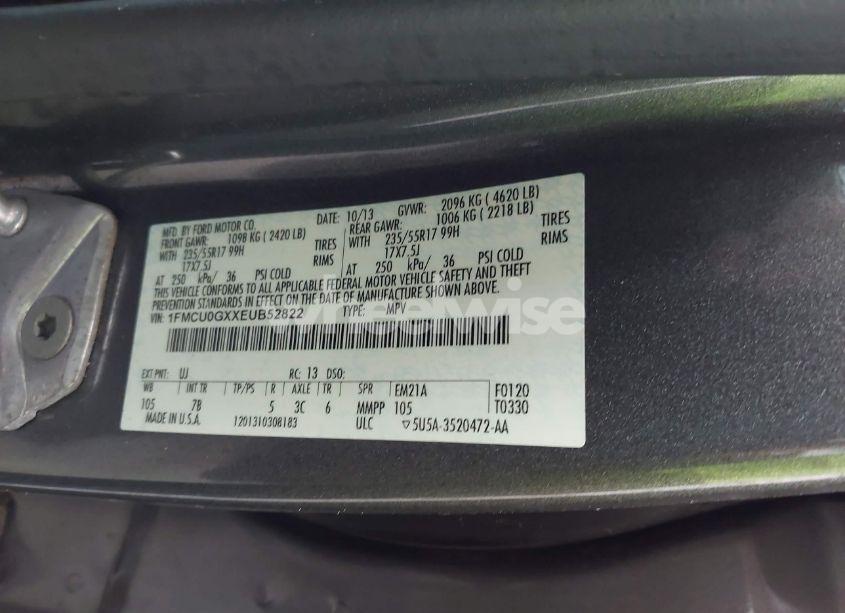 MFD. BY FORD MOTOR CO. DATE: 10/13 GVWR: 2096 KG ( 4620 LB)
FRONT GAWR: 1098 KG ( 2420 LB) REAR GAWR: 1006 KG ( 2218 LB)
WITH 235/55R17 99H TIRES WITH 235/55R17 99H TIRES
17X7.5J RIMS 17X7.5J RIMS
AT 250 kPa/ 36 PSI COLD AT 250 kPa/ 36 PSI COLD
THIS VEHICLE CONFORMS TO ALL APPLICABLE FEDERAL MOTOR VEHICLE SAFETY AND THEFT
PREVENTION STANDARDS IN EFFECT ON THE DATE OF MANUFACTURE SHOWN ABOVE.
VIN: 1FMCU0GXXEUB52822 TYPE: MPV
wheelwise
EXT PNT: UJ RC: 13 DSO:
WB INT TR TP/PS R AXLE TR SPR EM21A F0120
105 7B 5 3C 6 MMPP 105 T0330
MADE IN U.S.A. 1201310308183 ULC ▽5U5A-3520472-AA